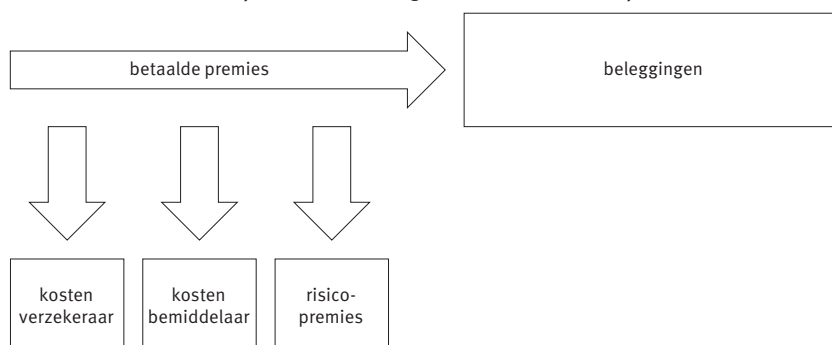 betaalde premies
beleggingen
kosten
verzekeraar
kosten
bemiddelaar
risico-
premies